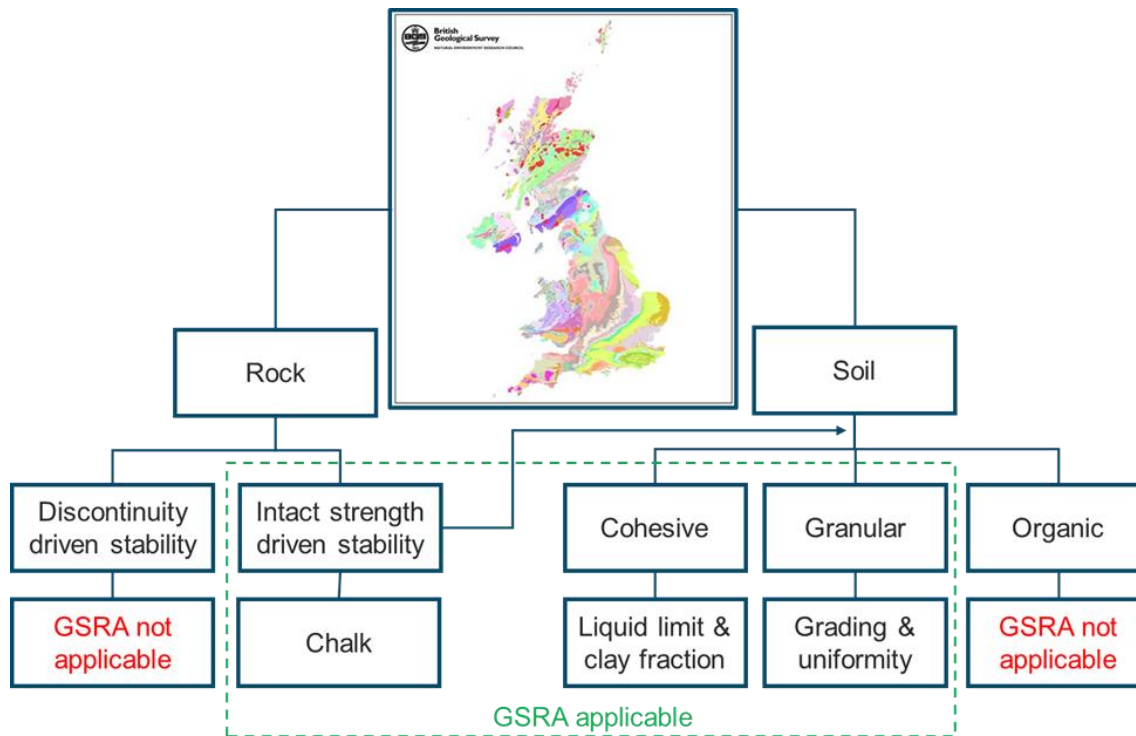 British
Geological Survey
NATURAL ENVIRONMENT RESEARCH COUNCIL
BGS
Rock
Soil
Discontinuity
driven stability
Intact strength
driven stability
Cohesive
Granular
Organic
GSRA not
applicable
Chalk
Liquid limit &
clay fraction
Grading &
uniformity
GSRA not
applicable
GSRA applicable